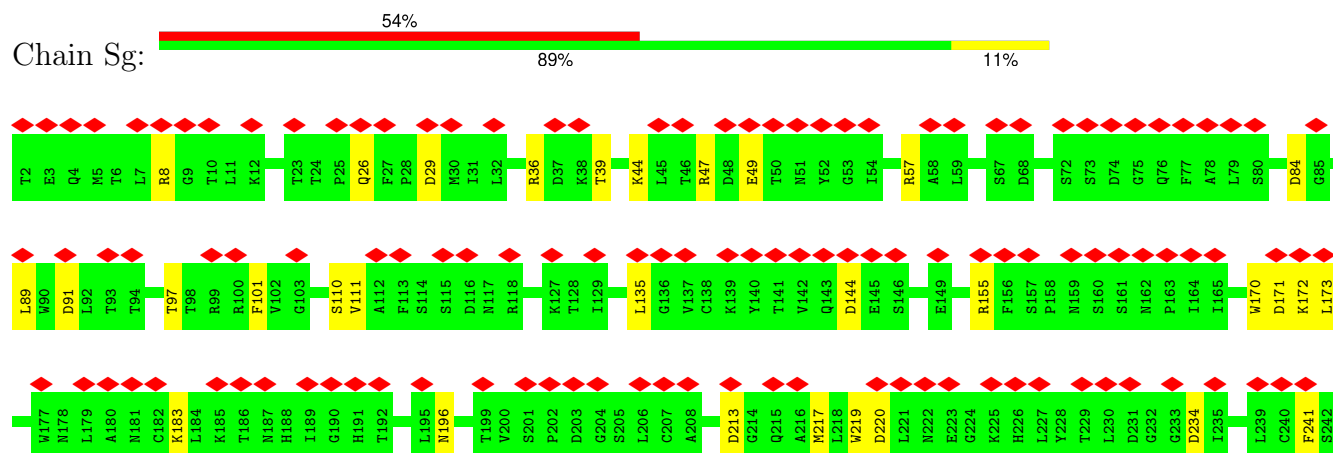 54%
Chain Sg:
89% 11%
T2 E3 Q4 M5 T6 L7 R8 G9 T10 L11 K12 T23 T24 P25 Q26 F27 P28 D29 M30 I31 L32 R36 D37 K38 T39 K44 L45 T46 R47 D48 E49 T50 N51 Y52 G53 I54 R57 A58 L59 S67 D68 S72 S73 D74 G75 Q76 F77 A78 L79 S80 D84 G85
L89 W90 D91 L92 T93 T94 T97 T98 R99 R100 F101 V102 G103 S110 V111 A112 F113 S114 S115 D116 N117 R118 K127 T128 I129 L135 G136 V137 C138 K139 Y140 T141 V142 Q143 D144 E145 S146 E149 R155 F156 S157 P158 N159 S160 S161 N162 P163 I164 I165 W170 D171 K172 L173
W177 N178 L179 A180 N181 C182 K183 L184 K185 T186 N187 H188 I189 G190 H191 T192 L195 N196 T199 V200 S201 P202 D203 G204 S205 L206 C207 A208 D213 G214 Q215 A216 M217 L218 W219 D220 L221 N222 E223 G224 K225 H226 L227 Y228 T229 L230 D231 G232 G233 D234 I235 L239 C240 F241 S242